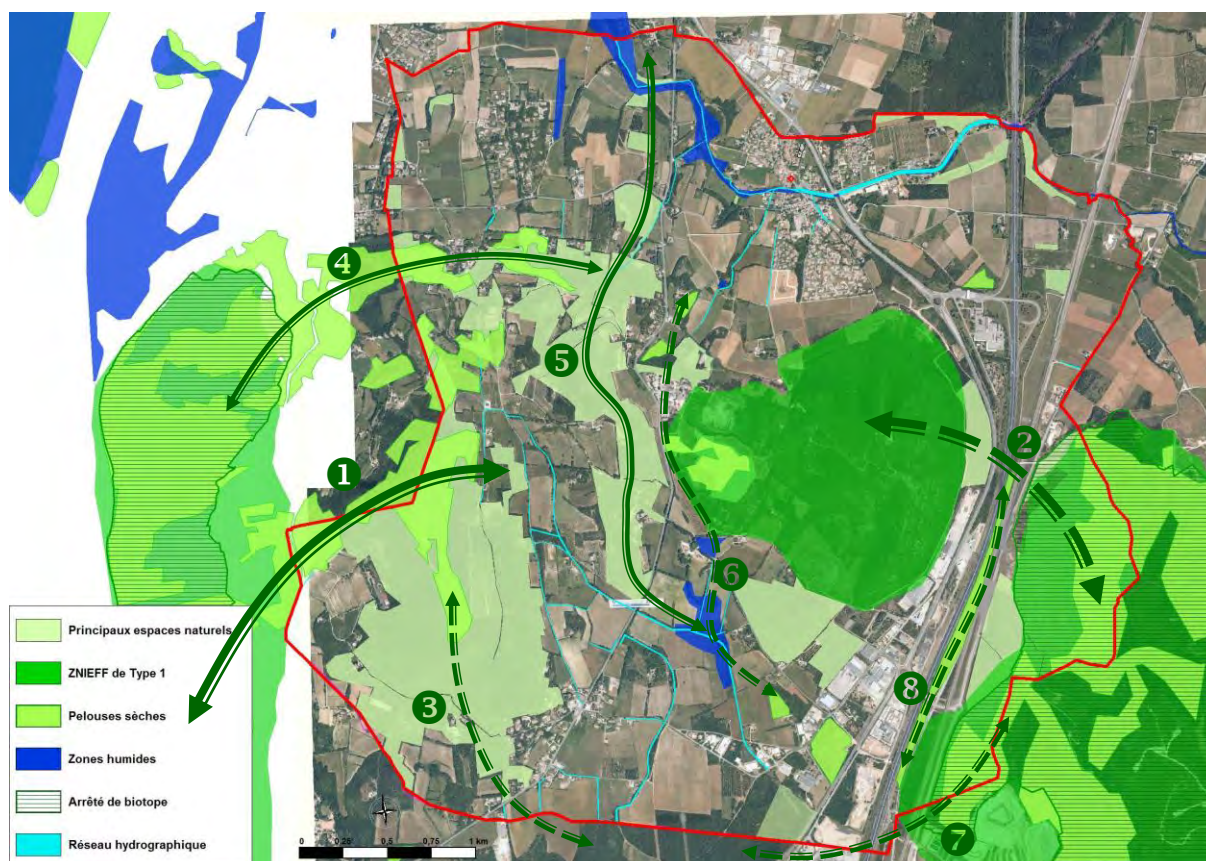 4
5
1
2
6
3
8
7
Principaux espaces naturels
ZNIEFF de Type 1
Pelouses sèches
Zones humides
Arrêté de biotope
Réseau hydrographique
0 0,25 0,5 0,75 1 km